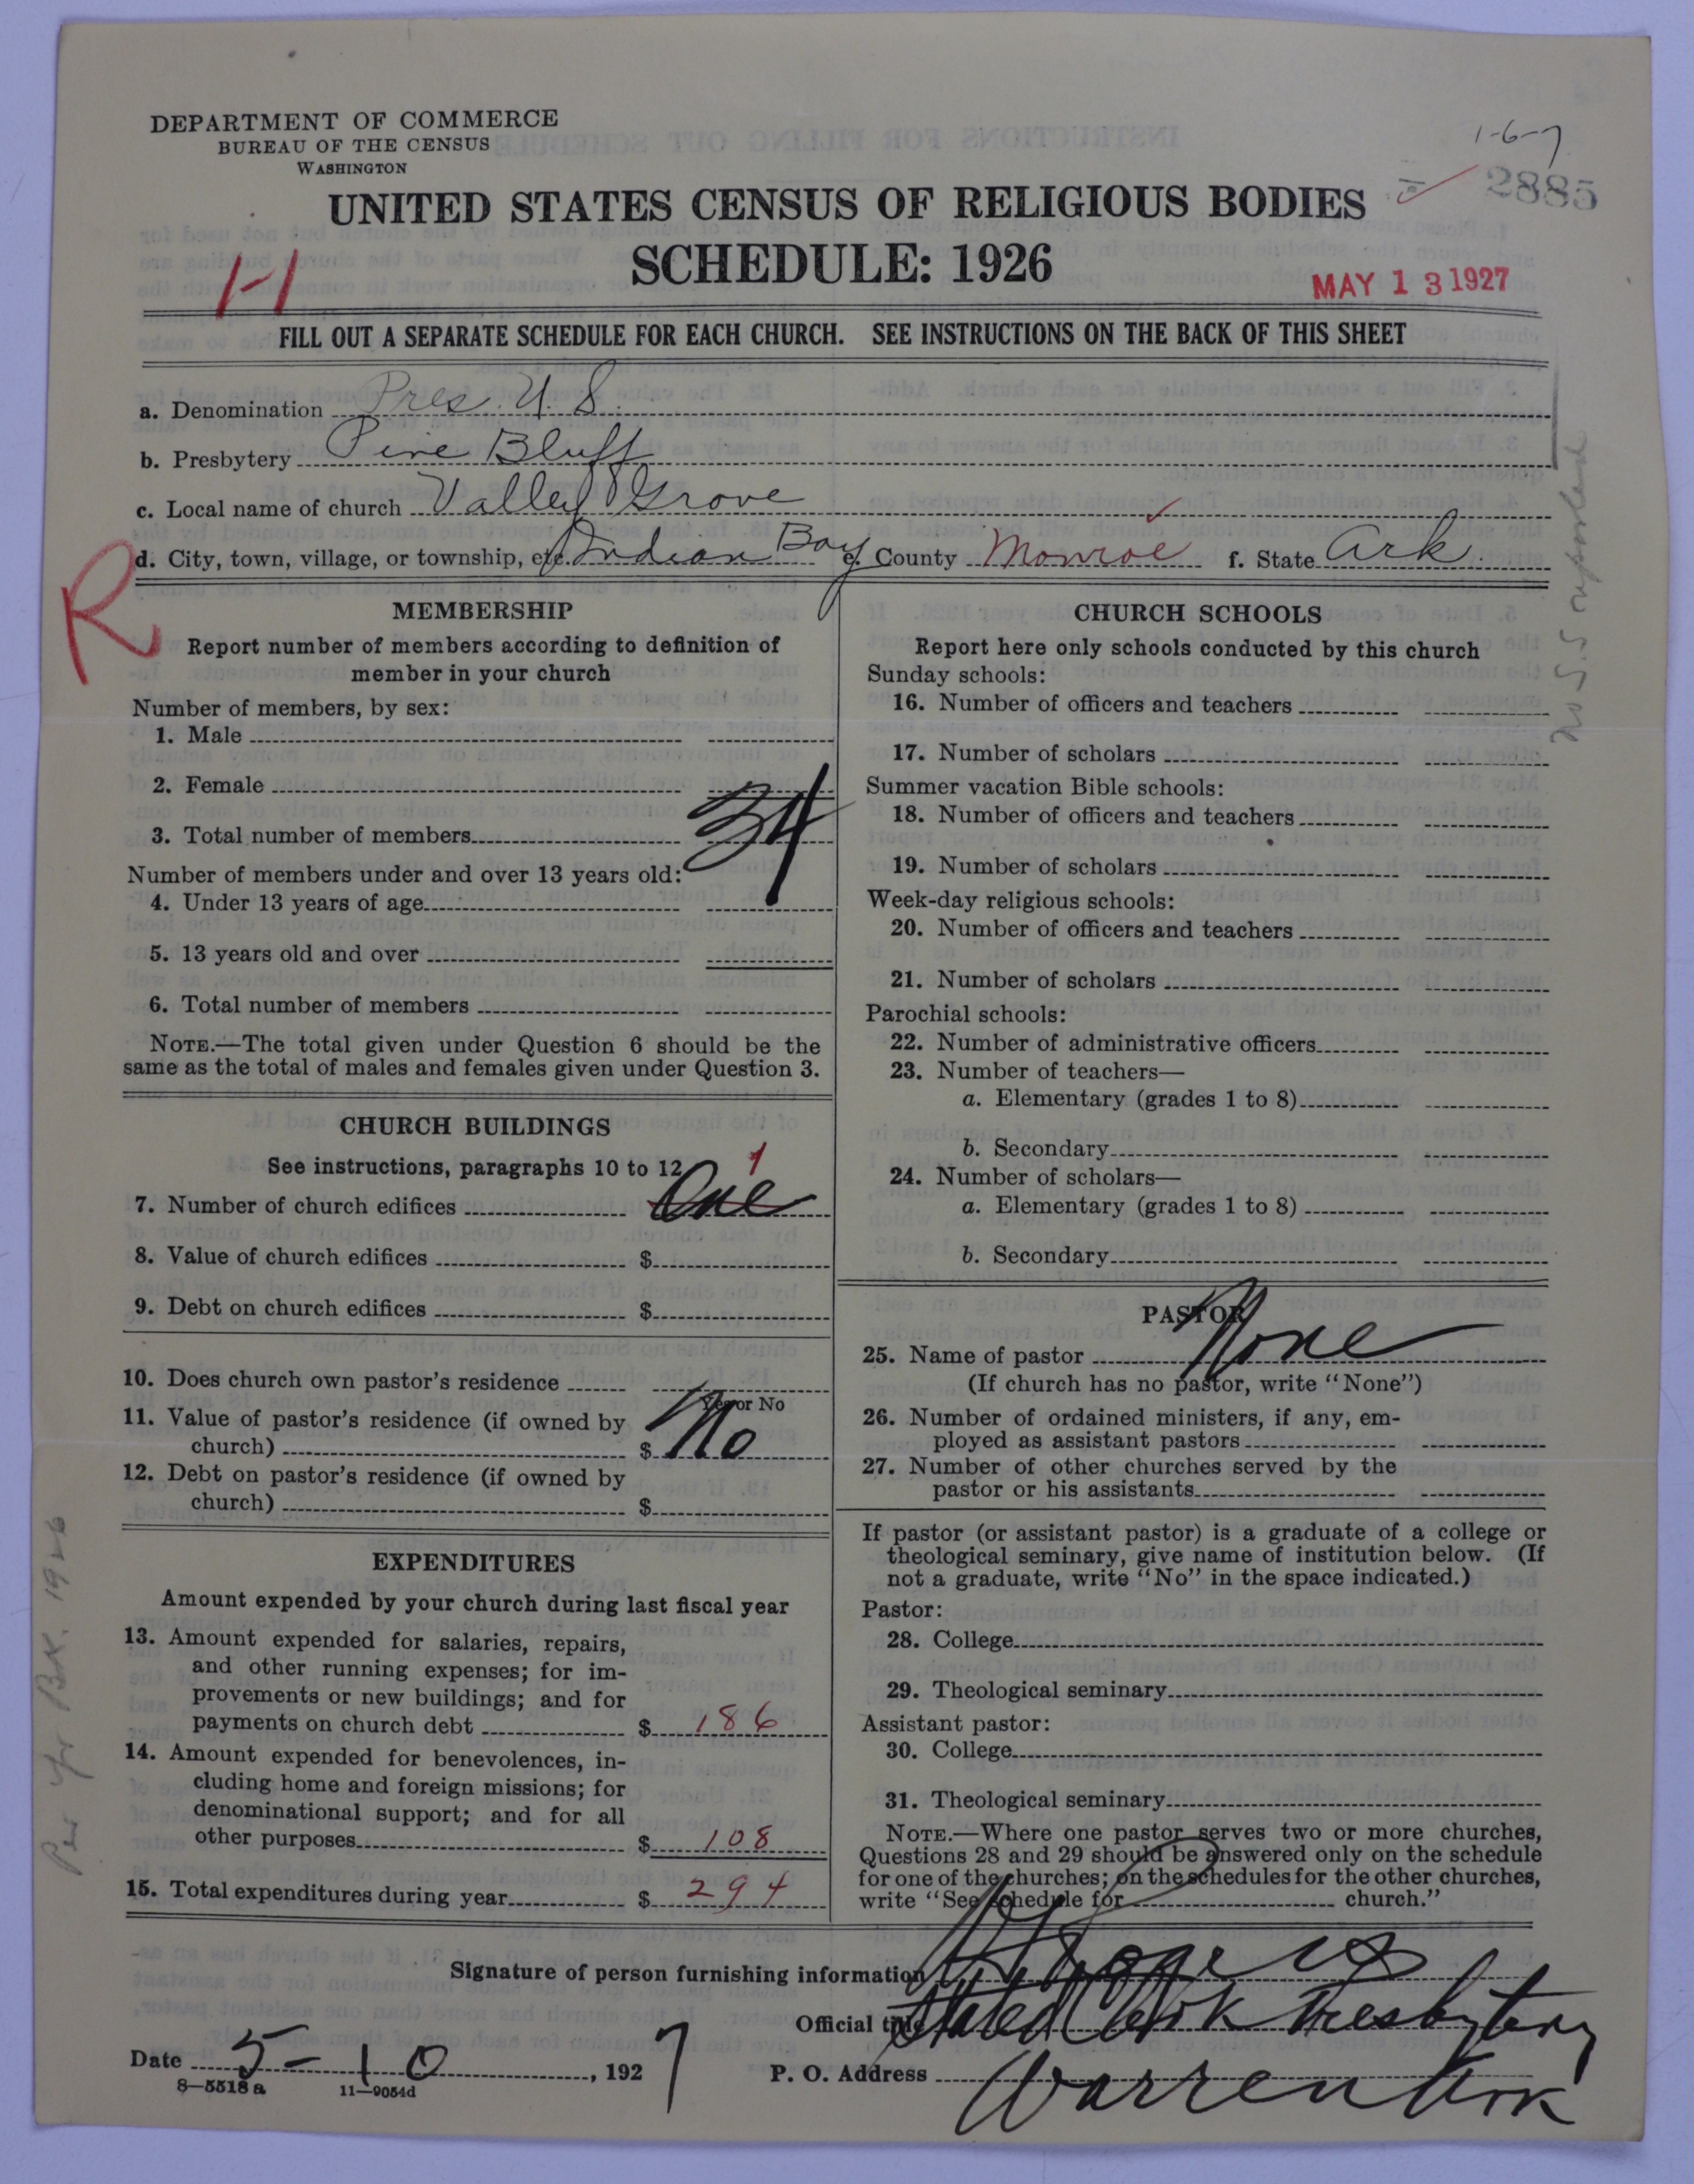 DEPARTMENT OF COMMERCE
BUREAU OF THE CENSUS
WASHINGTON
1-6-7
2885
UNITED STATES CENSUS OF RELIGIOUS BODIES
SCHEDULE: 1926
H
MAY 13 1927
FILL OUT A SEPARATE SCHEDULE FOR EACH CHURCH. SEE INSTRUCTIONS ON THE BACK OF THIS SHEET
a. Denomination Pres. U. S.
b. Presbytery Pine Bluff
c. Local name of church Valley Grove
d. City, town, village, or township, etc. Indian Bay e. County Monroe f. State Ark.
R
MEMBERSHIP
Report number of members according to definition of
member in your church
Number of members, by sex:
1. Male
2. Female
3. Total number of members 34
Number of members under and over 13 years old:
4. Under 13 years of age
5. 13 years old and over
6. Total number of members
NOTE.—The total given under Question 6 should be the
same as the total of males and females given under Question 3.
CHURCH BUILDINGS
See instructions, paragraphs 10 to 12
1
7. Number of church edifices One
8. Value of church edifices $
9. Debt on church edifices $
10. Does church own pastor's residence
Yes or No
11. Value of pastor's residence (if owned by
church) $ No
12. Debt on pastor's residence (if owned by
church) $
EXPENDITURES
Amount expended by your church during last fiscal year
13. Amount expended for salaries, repairs,
and other running expenses; for im-
provements or new buildings; and for
payments on church debt $ 186
14. Amount expended for benevolences, in-
cluding home and foreign missions; for
denominational support; and for all
other purposes $ 108
15. Total expenditures during year $ 294
Per Yr Bk. 1926
CHURCH SCHOOLS
Report here only schools conducted by this church
Sunday schools:
16. Number of officers and teachers
17. Number of scholars
Summer vacation Bible schools:
18. Number of officers and teachers
19. Number of scholars
Week-day religious schools:
20. Number of officers and teachers
21. Number of scholars
Parochial schools:
22. Number of administrative officers
23. Number of teachers—
a. Elementary (grades 1 to 8)
b. Secondary
24. Number of scholars—
a. Elementary (grades 1 to 8)
b. Secondary
no S.S. on
PASTOR
25. Name of pastor None
(If church has no pastor, write "None")
26. Number of ordained ministers, if any, em-
ployed as assistant pastors
27. Number of other churches served by the
pastor or his assistants
If pastor (or assistant pastor) is a graduate of a college or
theological seminary, give name of institution below. (If
not a graduate, write "No" in the space indicated.)
Pastor:
28. College
29. Theological seminary
Assistant pastor:
30. College
31. Theological seminary
NOTE.—Where one pastor serves two or more churches,
Questions 28 and 29 should be answered only on the schedule
for one of the churches; on the schedules for the other churches,
write "See schedule for church."
Signature of person furnishing information Rogers
Official title Stated Clerk Presbytery
Date 5-10, 1927
P. O. Address Warren Ark
8-5518 a 11-9054d